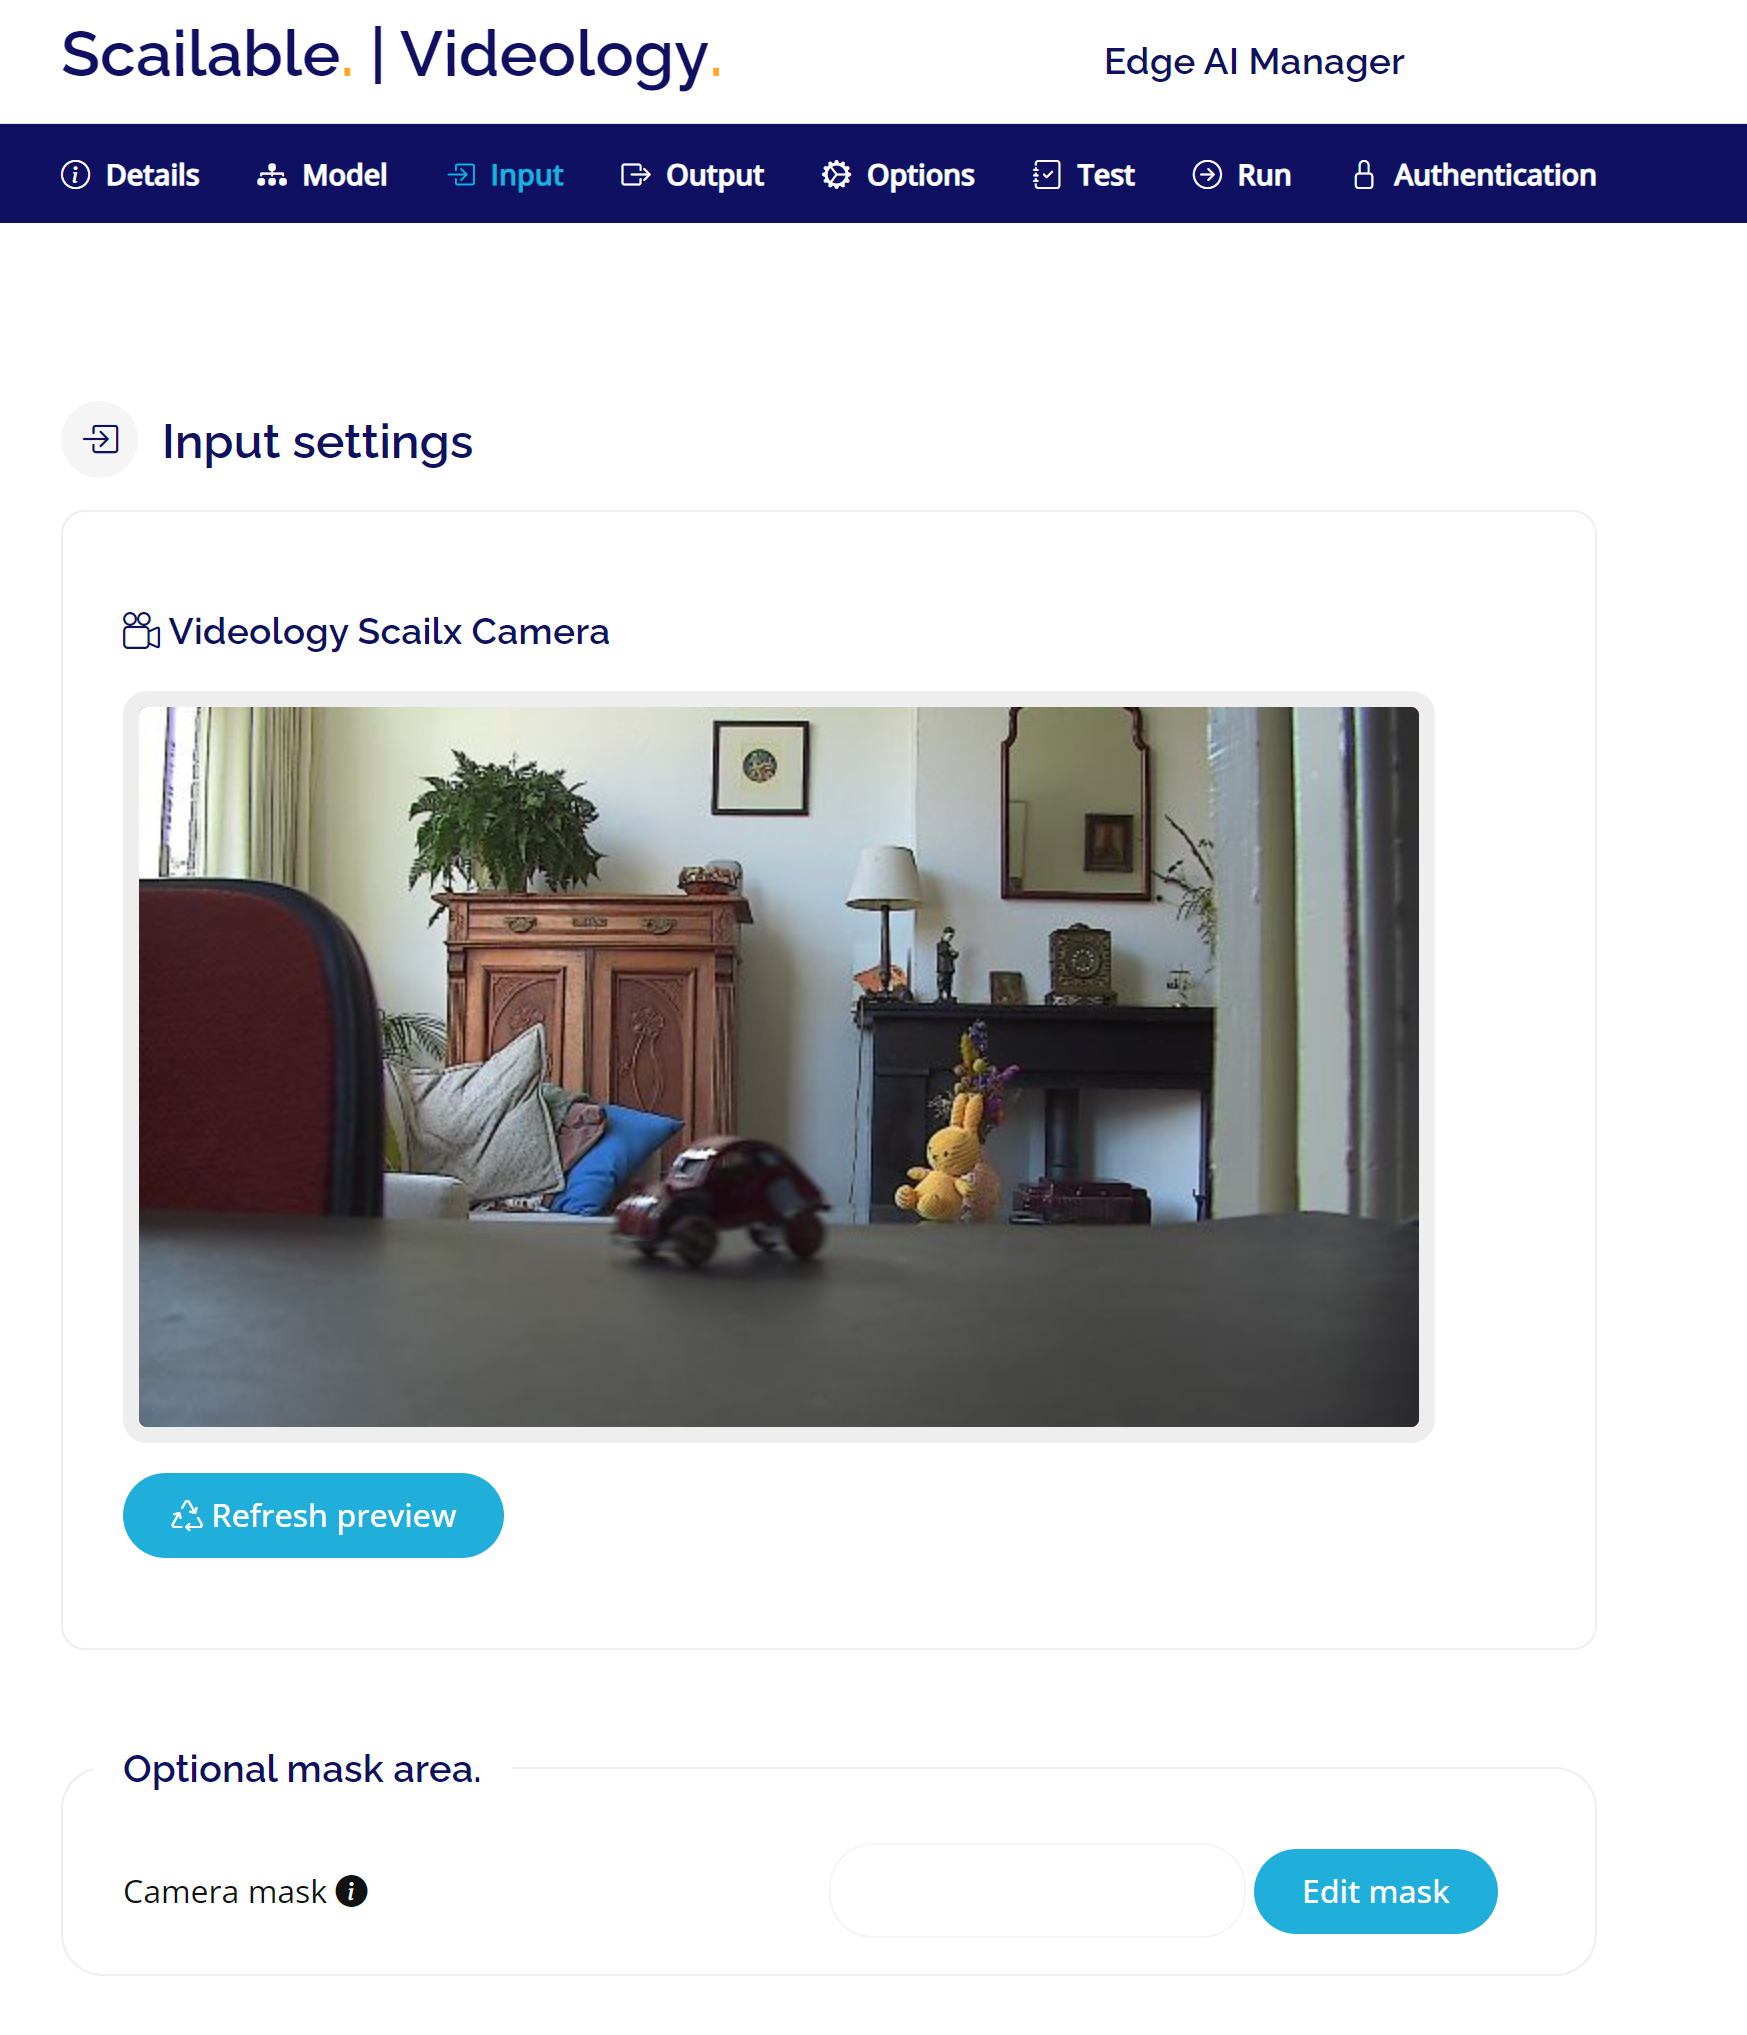 Scailable. | Videology.
Edge AI Manager
Details Model Input Output Options Test Run Authentication
Input settings
Videology Scailx Camera
Refresh preview
Optional mask area.
Camera mask
Edit mask